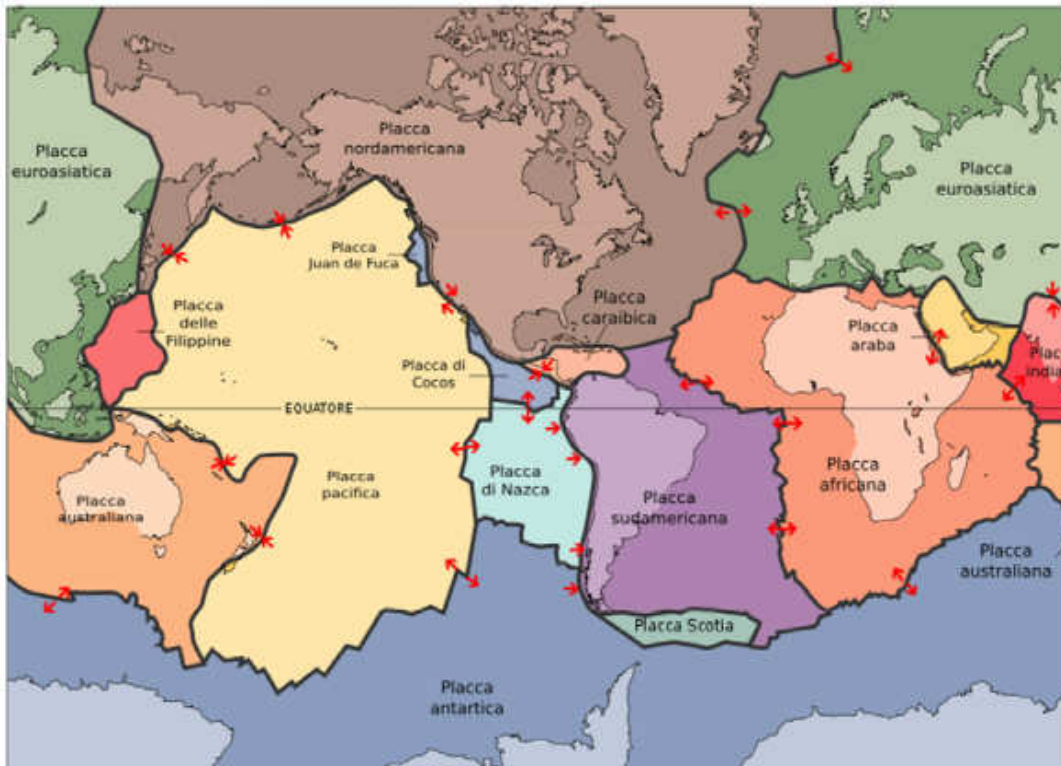 Placca
nordamericana
Placca
euroasiatica
Placca
euroasiatica
Placca
Juan de Fuca
Placca
delle
Filippine
Placca
caraibica
Placca
araba
Placca di
Cocos
EQUATORE
Placca
pacifica
Placca
di Nazca
Placca
sudamericana
Placca
africana
Placca
australiana
Placca
australiana
Placca Scotia
Placca
antartica